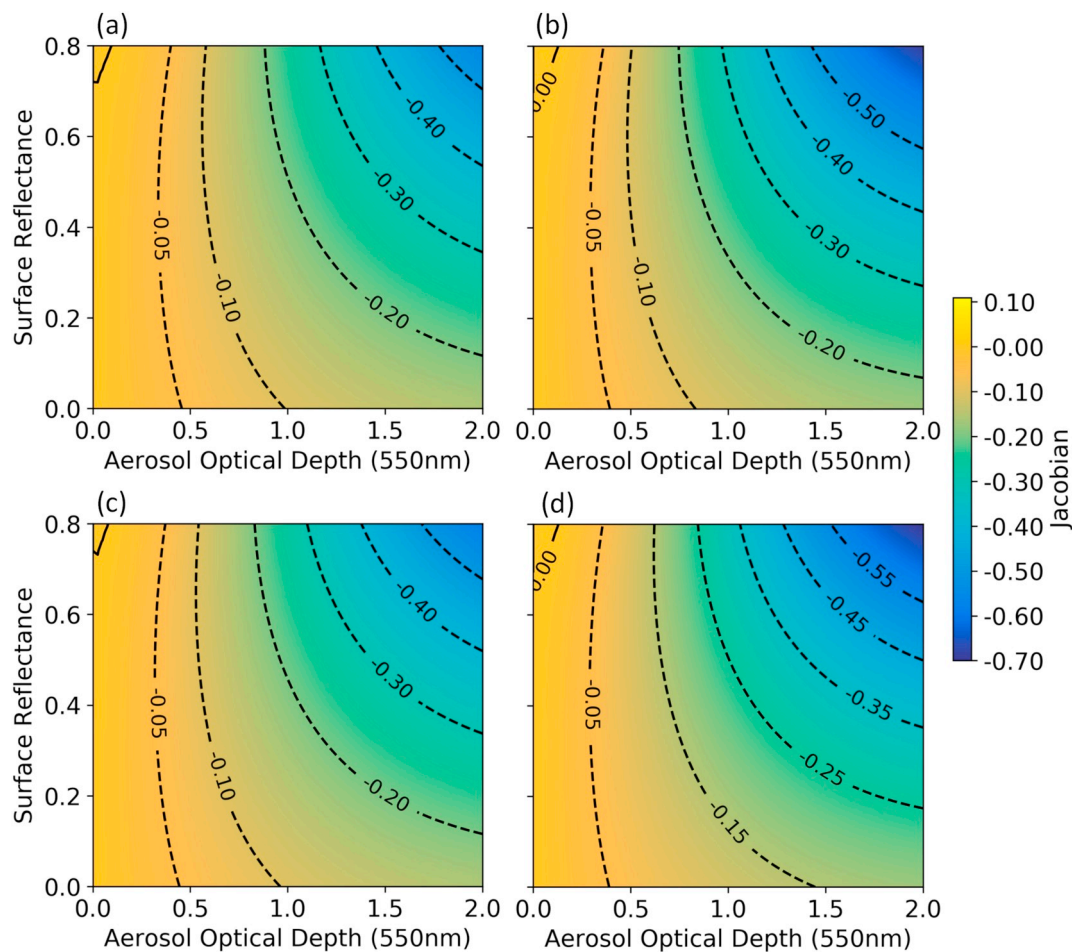 (a)
(b)
0.8
0.6
0.4
0.2
0.0
Surface Reflectance
-0.05
-0.10
-0.20
-0.30
-0.40
0.0 0.5 1.0 1.5 2.0
Aerosol Optical Depth (550nm)
0.00
-0.05
-0.10
-0.20
-0.30
-0.40
-0.50
0.0 0.5 1.0 1.5 2.0
Aerosol Optical Depth (550nm)
(c)
(d)
0.8
0.6
0.4
0.2
0.0
Surface Reflectance
-0.05
-0.10
-0.20
-0.30
-0.40
0.0 0.5 1.0 1.5 2.0
Aerosol Optical Depth (550nm)
0.00
-0.05
-0.15
-0.25
-0.35
-0.45
-0.55
0.0 0.5 1.0 1.5 2.0
Aerosol Optical Depth (550nm)
0.10
-0.00
-0.10
-0.20
-0.30
-0.40
-0.50
-0.60
-0.70
Jacobian